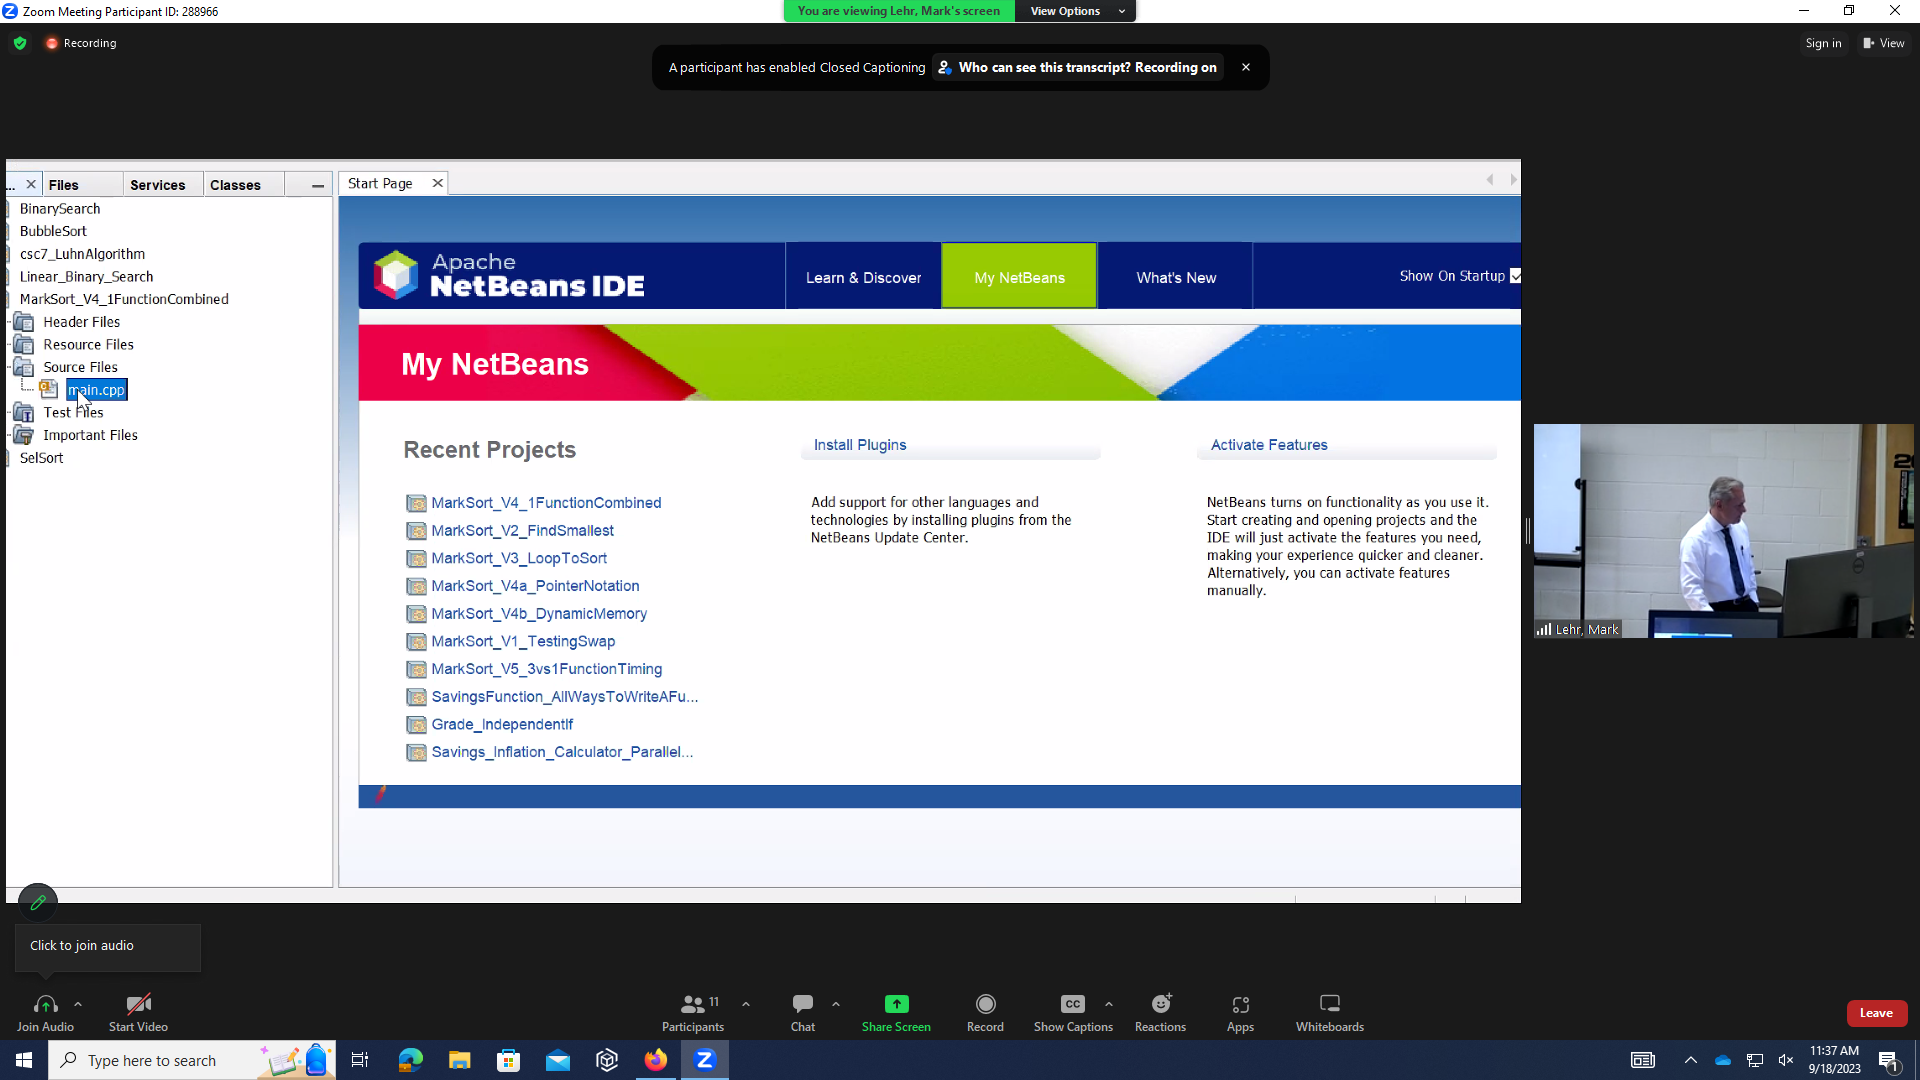 Zoom Meeting Participant ID: 288966
You are viewing Lehr, Mark's screen
View Options
Recording
Sign in
View
A participant has enabled Closed Captioning
Who can see this transcript? Recording on
...
Files
Services
Classes
Start Page
BinarySearch
BubbleSort
csc7_LuhnAlgorithm
Linear_Binary_Search
MarkSort_V4_1FunctionCombined
Header Files
Resource Files
Source Files
main.cpp
Test Files
Important Files
SelSort
Apache
NetBeans IDE
Learn & Discover
My NetBeans
What's New
Show On Startup
My NetBeans
Recent Projects
MarkSort_V4_1FunctionCombined
MarkSort_V2_FindSmallest
MarkSort_V3_LoopToSort
MarkSort_V4a_PointerNotation
MarkSort_V4b_DynamicMemory
MarkSort_V1_TestingSwap
MarkSort_V5_3vs1FunctionTiming
SavingsFunction_AllWaysToWriteAFu...
Grade_IndependentIf
Savings_Inflation_Calculator_Parallel...
Install Plugins
Add support for other languages and
technologies by installing plugins from the
NetBeans Update Center.
Activate Features
NetBeans turns on functionality as you use it.
Start creating and opening projects and the
IDE will just activate the features you need,
making your experience quicker and cleaner.
Alternatively, you can activate features
manually.
Lehr, Mark
Click to join audio
Join Audio
Start Video
Participants
11
Chat
Share Screen
Record
CC
Show Captions
Reactions
Apps
Whiteboards
Leave
Type here to search
11:37 AM
9/18/2023
1